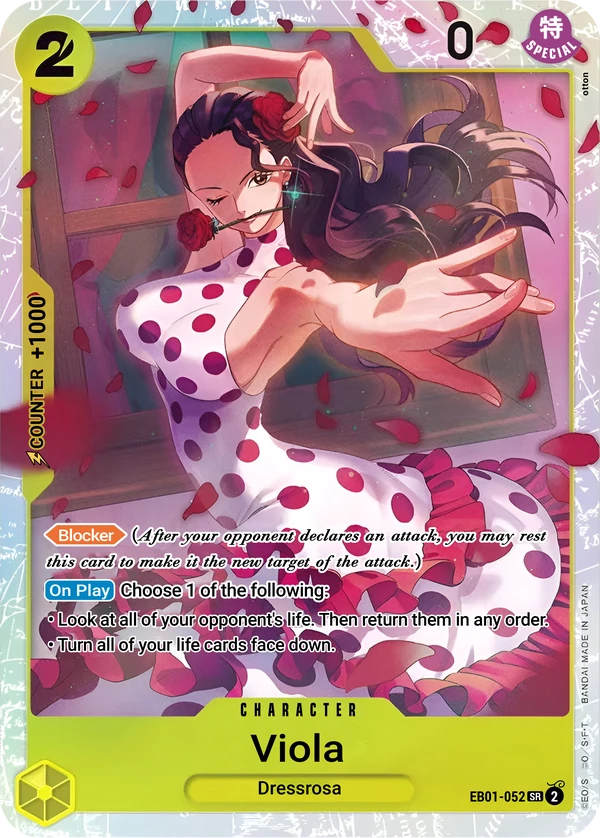 2
0
特
SPECIAL
otton
COUNTER +1000
Blocker (After your opponent declares an attack, you may rest
this card to make it the new target of the attack.)
On Play Choose 1 of the following:
• Look at all of your opponent's life. Then return them in any order.
• Turn all of your life cards face down.
CHARACTER
Viola
Dressrosa
EB01-052 SR 2
©E.O/S ©O/S·F·T BANDAI MADE IN JAPAN